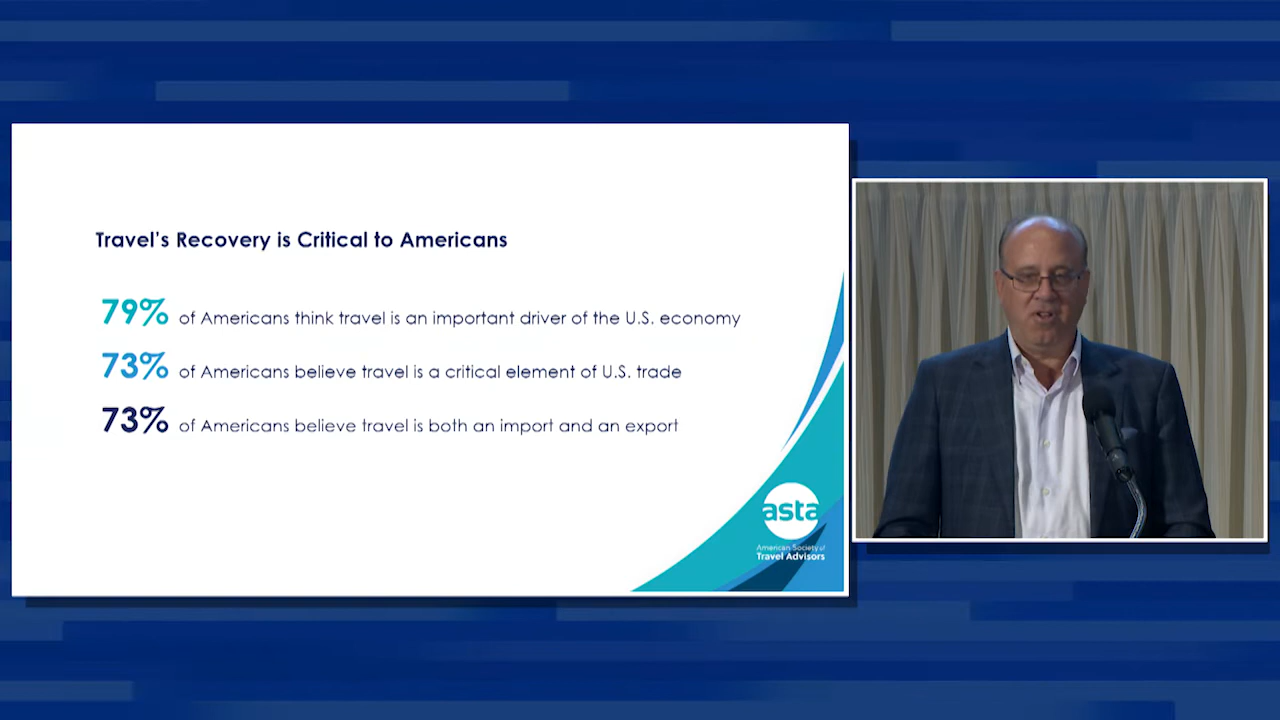 Travel's Recovery is Critical to Americans
79% of Americans think travel is an important driver of the U.S. economy
73% of Americans believe travel is a critical element of U.S. trade
73% of Americans believe travel is both an import and an export
asta
American Society of
Travel Advisors